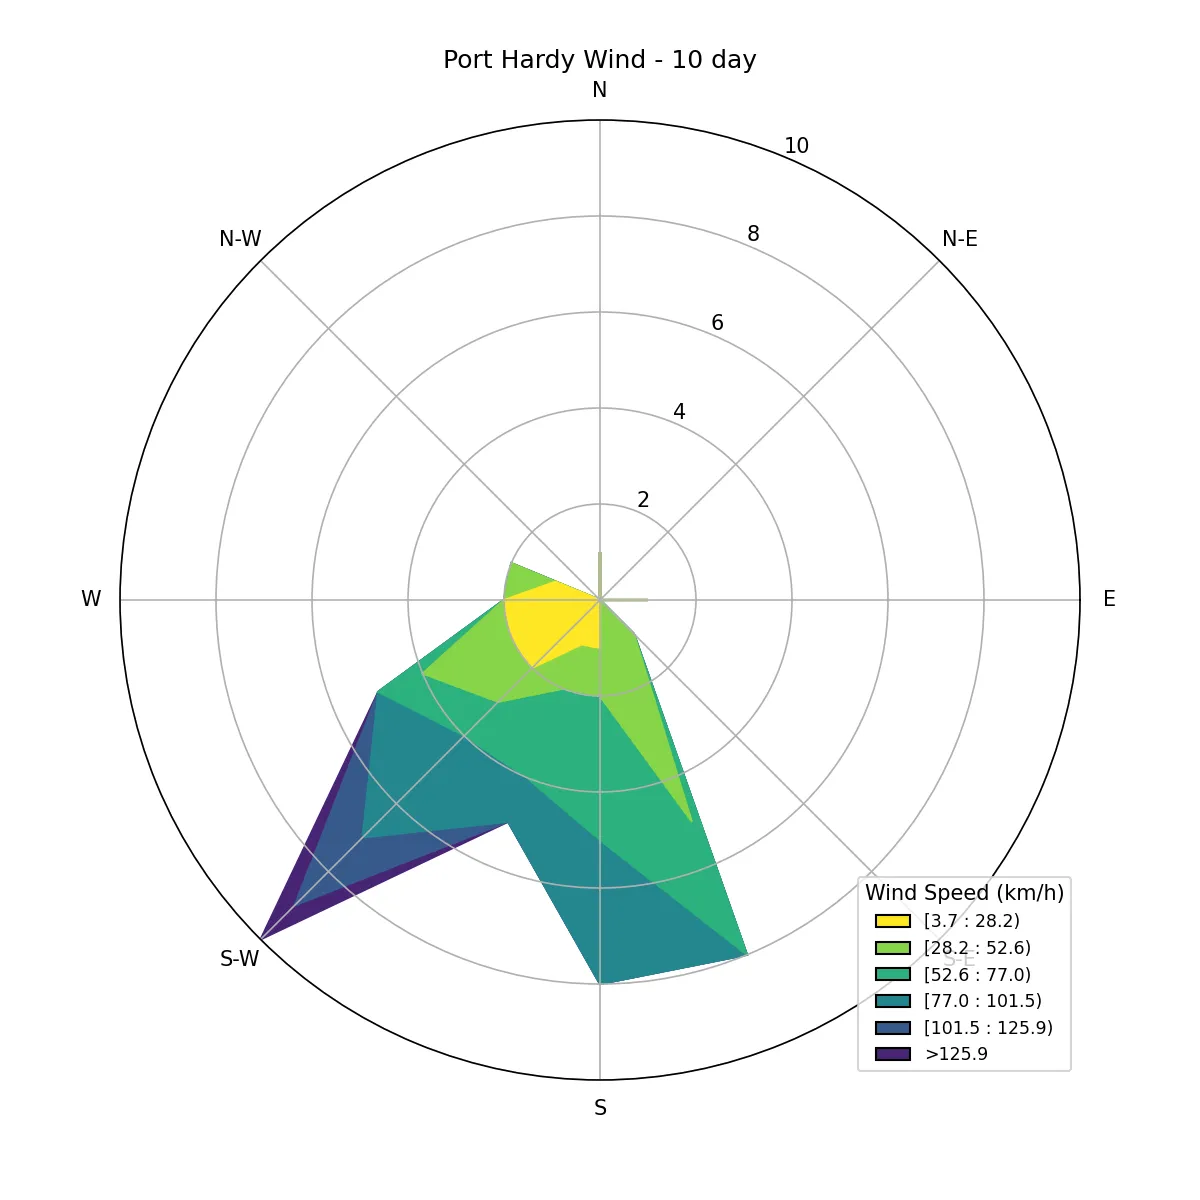 Port Hardy Wind - 10 day
N
10
N-W
8
N-E
6
4
2
W
E
S-W
S-E
S
Wind Speed (km/h)
[3.7 : 28.2)
[28.2 : 52.6)
[52.6 : 77.0)
[77.0 : 101.5)
[101.5 : 125.9)
>125.9